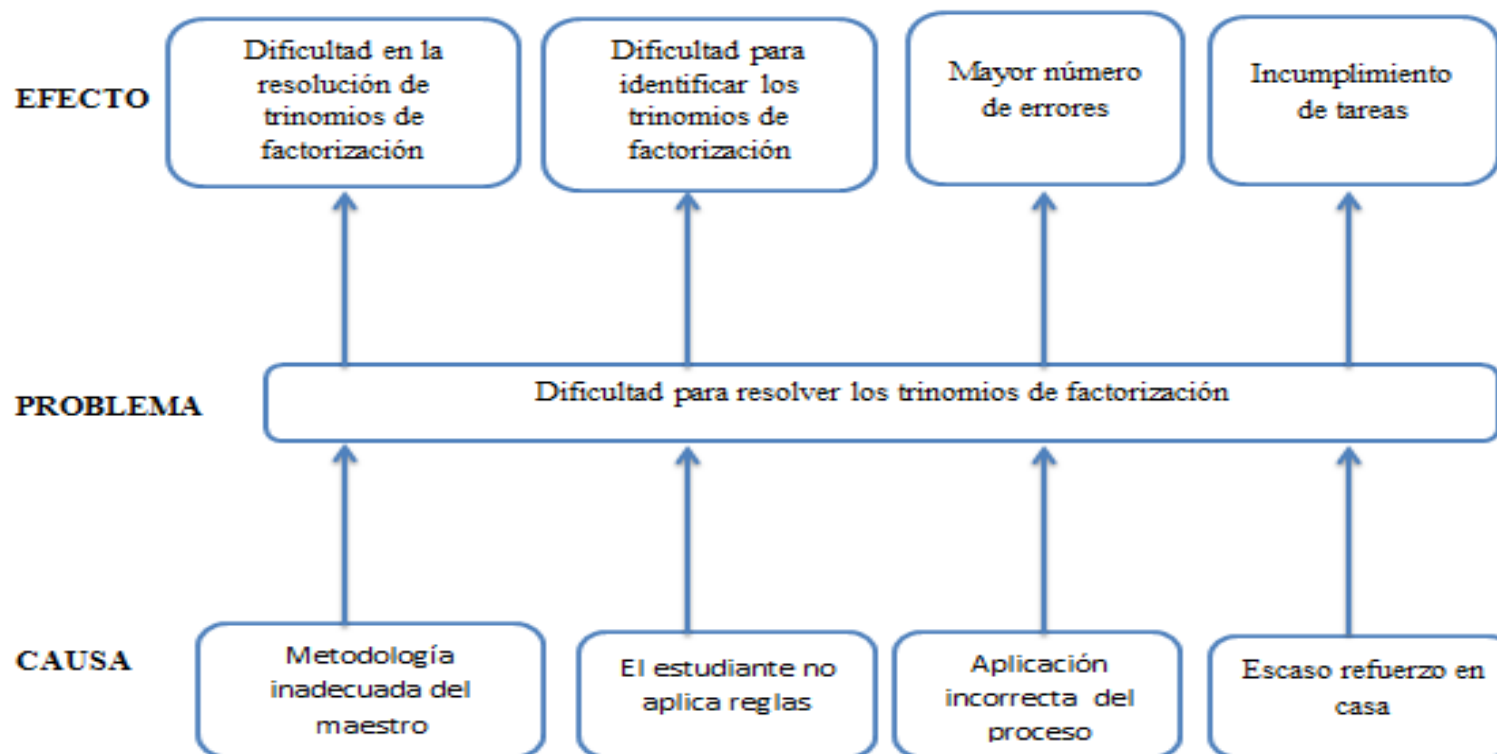 EFECTO
Dificultad en la
resolución de
trinomios de
factorización
Dificultad para
identificar los
trinomios de
factorización
Mayor número
de errores
Incumplimiento
de tareas
PROBLEMA
Dificultad para resolver los trinomios de factorización
CAUSA
Metodología
inadecuada del
maestro
El estudiante no
aplica reglas
Aplicación
incorrecta del
proceso
Escaso refuerzo en
casa